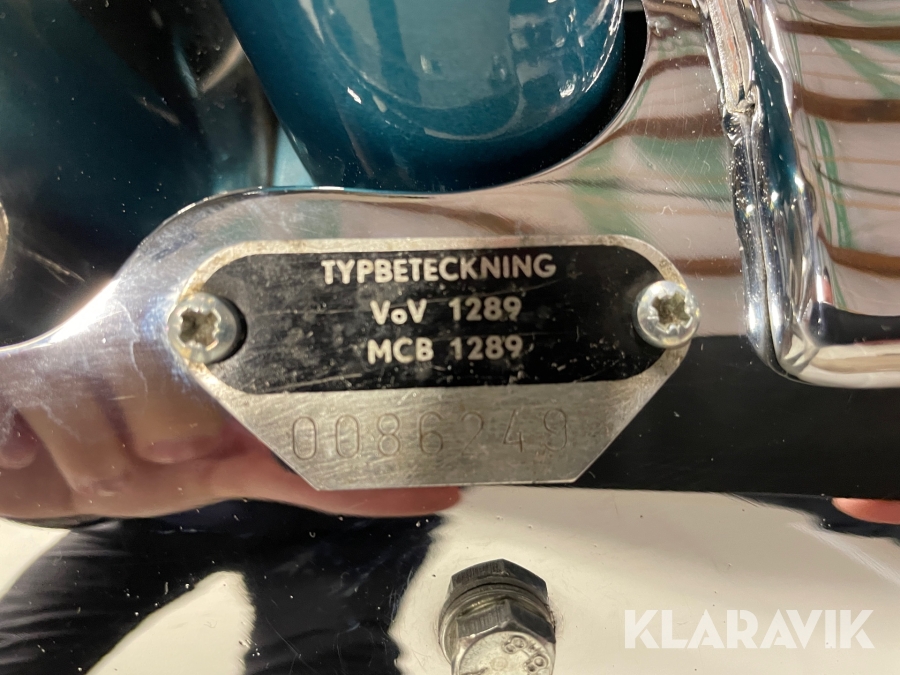 TYPBETECKNING
VoV 1289
MCB 1289
0086249
KLARAVIK